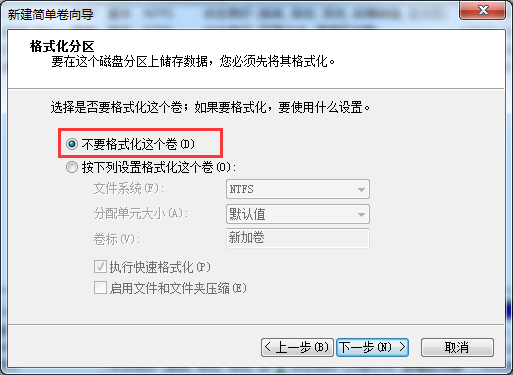 新建简单卷向导
格式化分区
要在这个磁盘分区上储存数据，您必须先将其格式化。
选择是否要格式化这个卷；如果要格式化，要使用什么设置。
不要格式化这个卷(D)
按下列设置格式化这个卷(O):
文件系统(F): NTFS
分配单元大小(A): 默认值
卷标(V): 新加卷
执行快速格式化(P)
启用文件和文件夹压缩(E)
< 上一步(B) 下一步(N) > 取消